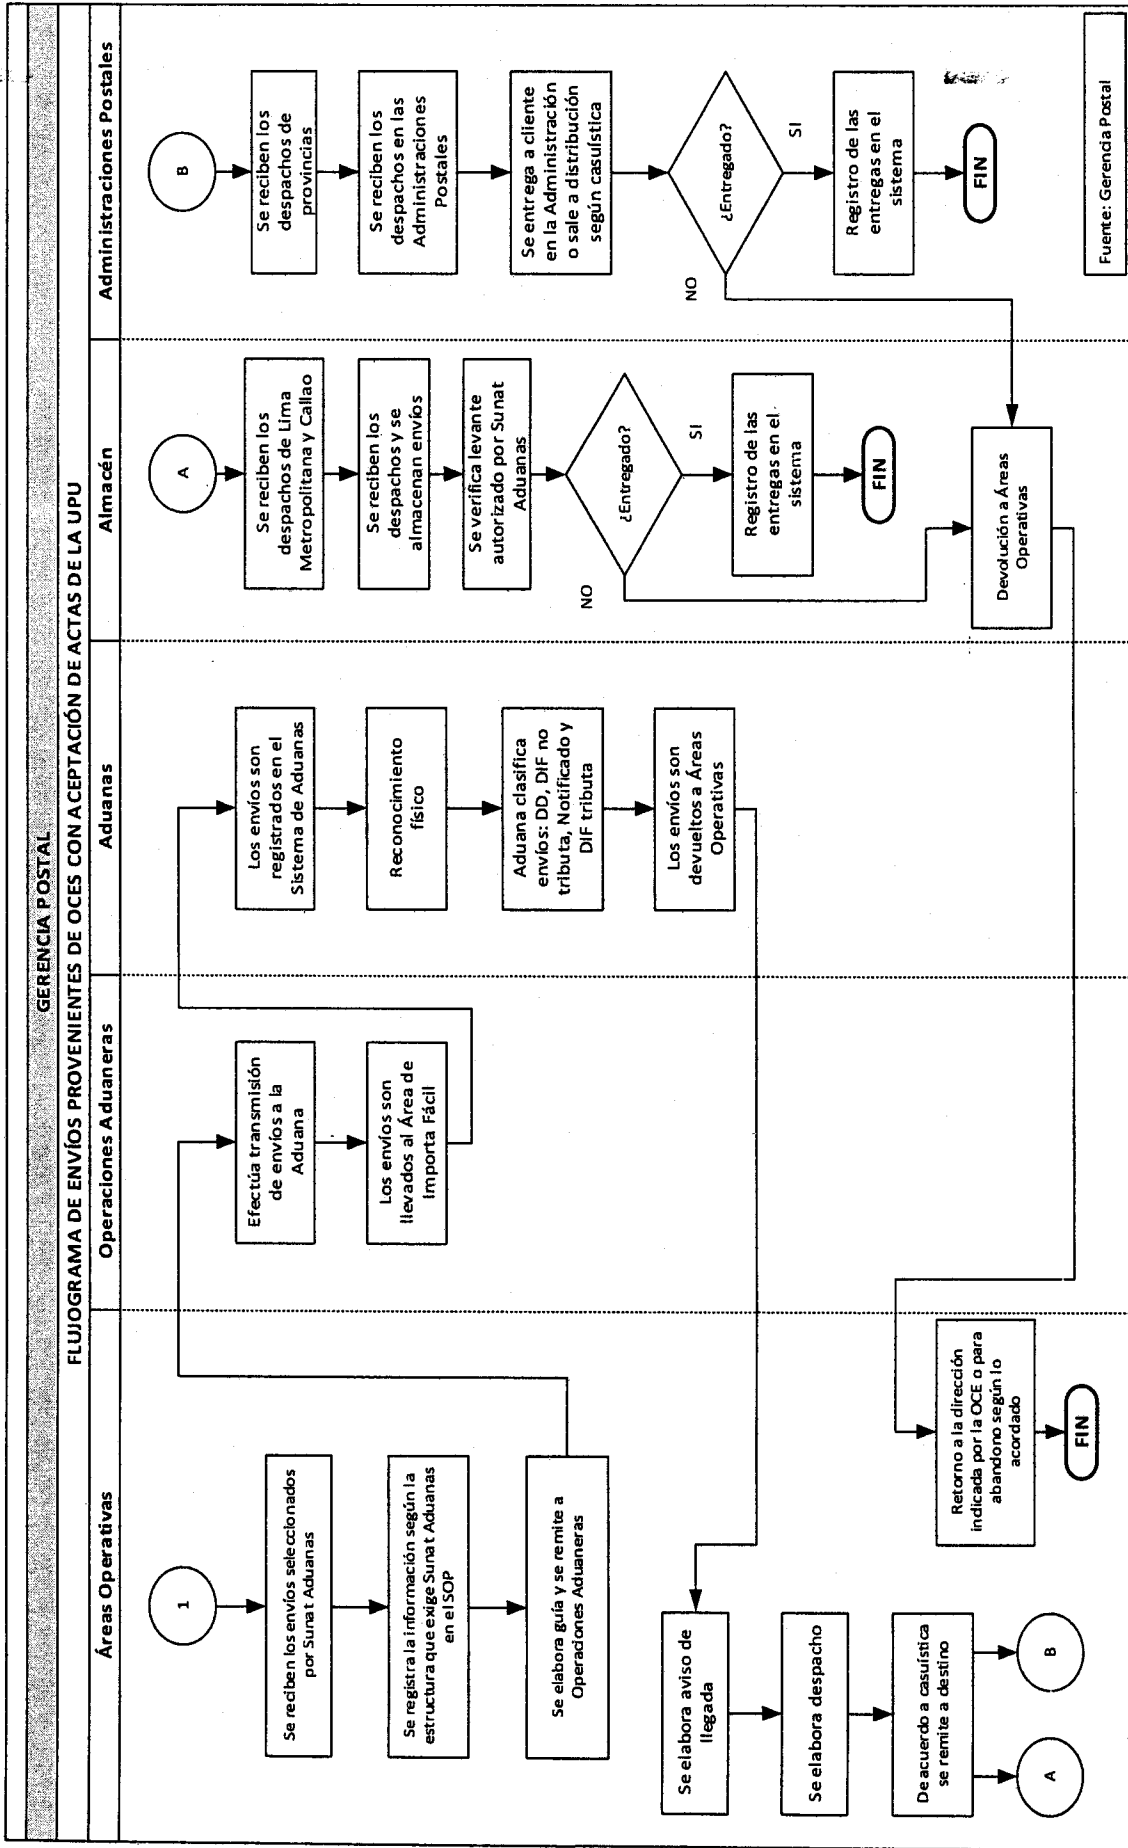 GERENCIA POSTAL
FLUJOGRAMA DE ENVÍOS PROVENIENTES DE OCES CON ACEPTACIÓN DE ACTAS DE LA UPU
Áreas Operativas
1
Se reciben los envíos seleccionados
por Sunat Aduanas
Se registra la información según la
estructura que exige Sunat Aduanas
en el SOP
Se elabora guía y se remite a
Operaciones Aduaneras
Se elabora aviso de
llegada
Se elabora despacho
De acuerdo a casuística
se remite a destino
A
B
Retorno a la dirección
indicada por la OCE o para
abandono según lo
acordado
FIN
Operaciones Aduaneras
Efectúa transmisión
de envíos a la
Aduana
Los envíos son
llevados al Área de
Importa Fácil
Aduanas
Los envíos son
registrados en el
Sistema de Aduanas
Reconocimiento
físico
Aduana clasifica
envíos: DD, DIF no
tributa, Notificado y
DIF tributa
Los envíos son
devueltos a Áreas
Operativas
Almacén
A
Se reciben los
despachos de Lima
Metropolitana y Callao
Se reciben los
despachos y se
almacenan envíos
Se verifica levante
autorizado por Sunat
Aduanas
¿Entregado?
NO
SI
Registro de las
entregas en el
sistema
FIN
Devolución a Áreas
Operativas
Administraciones Postales
B
Se reciben los
despachos de
provincias
Se reciben los
despachos en las
Administraciones
Postales
Se entrega a cliente
en la Administración
o sale a distribución
según casuística
¿Entregado?
NO
SI
Registro de las
entregas en el
sistema
FIN
Fuente: Gerencia Postal